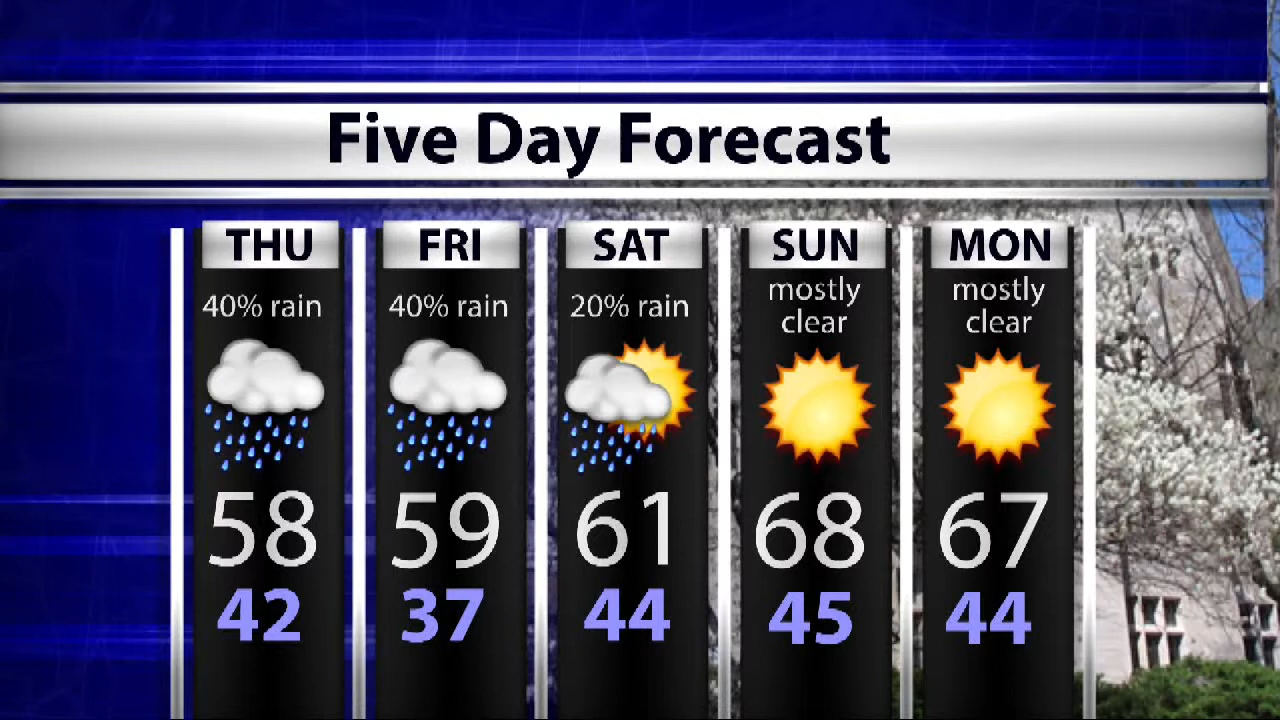 Five Day Forecast
THU FRI SAT SUN MON
40% rain 40% rain 20% rain mostly clear mostly clear
58 59 61 68 67
42 37 44 45 44